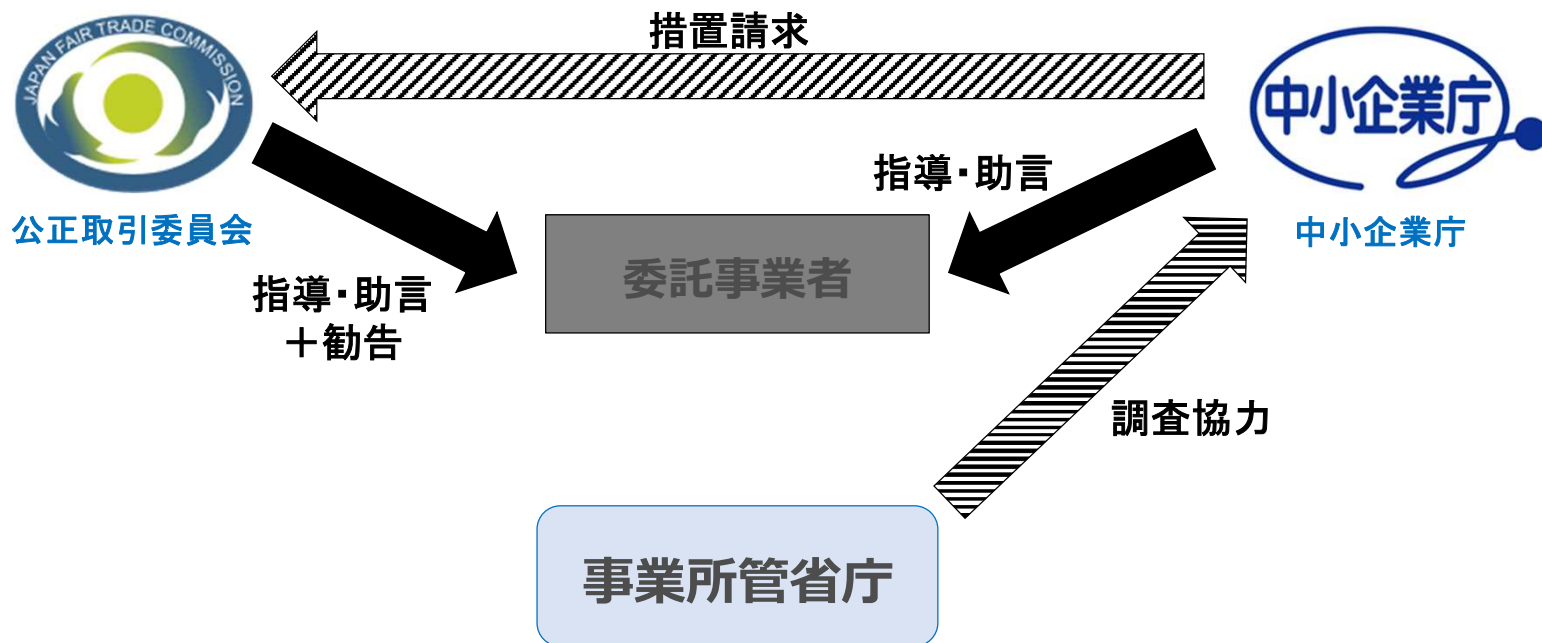 措置請求
JAPAN FAIR TRADE COMMISSION
中小企業庁
指導・助言
公正取引委員会
中小企業庁
委託事業者
指導・助言
＋勧告
調査協力
事業所管省庁